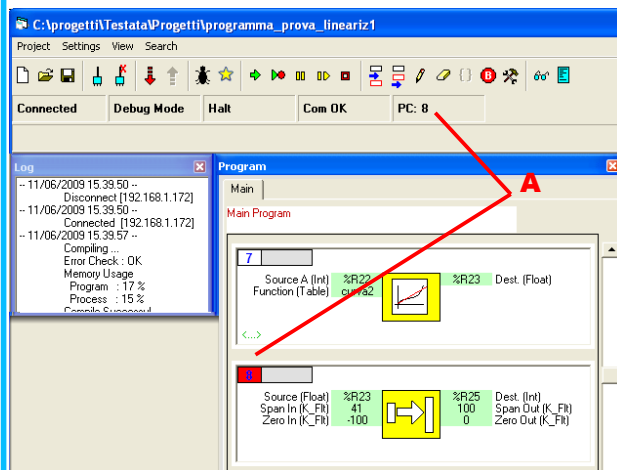 C:\progetti\Testata\Progetti\programma_prova_lineariz1
Project Settings View Search
Connected Debug Mode Halt Com OK PC: 8
Log
-- 11/06/2009 15.39.50 --
Disconnect [192.168.1.172]
-- 11/06/2009 15.39.50 --
Connected [192.168.1.172]
-- 11/06/2009 15.39.57 --
Compiling ...
Error Check : OK
Memory Usage
Program : 17 %
Process : 15 %
Compile Successul
Program
Main
A
Main Program
7
Source A (Int) %R22 %R23 Dest. (Float)
Function (Table) curva2
<...>
8
Source (Float) %R23 %R25 Dest. (Int)
Span In (K_Flt) 41 100 Span Out (K_Flt)
Zero In (K_Flt) -100 0 Zero Out (K_Flt)